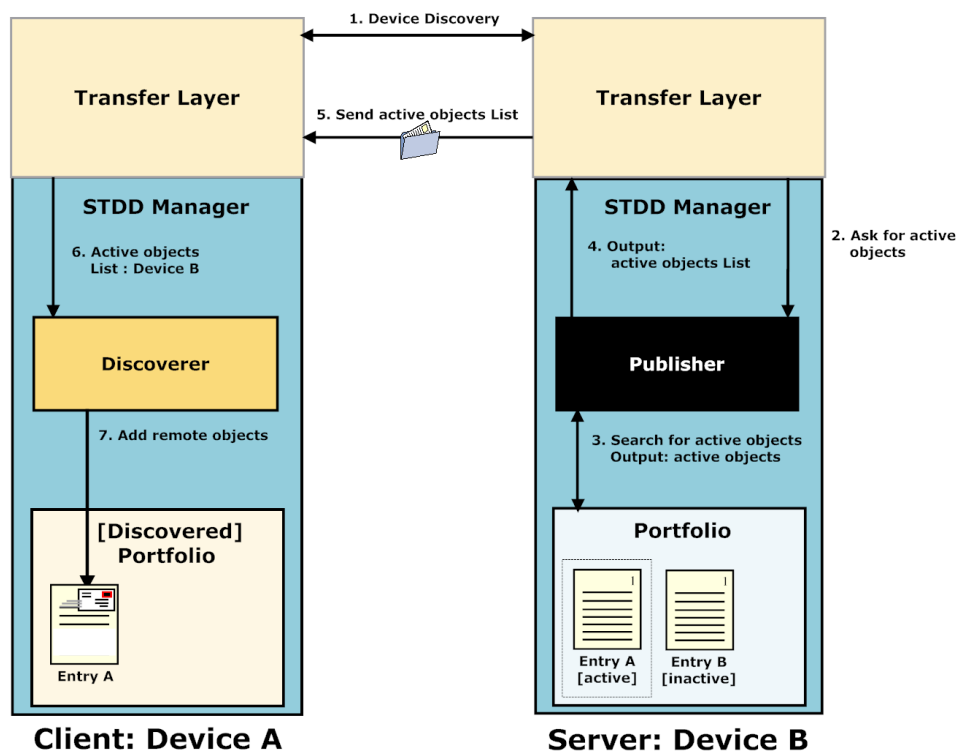 1. Device Discovery
Transfer Layer
Transfer Layer
5. Send active objects List
STDD Manager
STDD Manager
6. Active objects
List : Device B
4. Output:
active objects List
2. Ask for active
objects
Discoverer
Publisher
7. Add remote objects
3. Search for active objects
Output: active objects
[Discovered]
Portfolio
Portfolio
Entry A
Entry A
[active]
Entry B
[inactive]
Client: Device A
Server: Device B